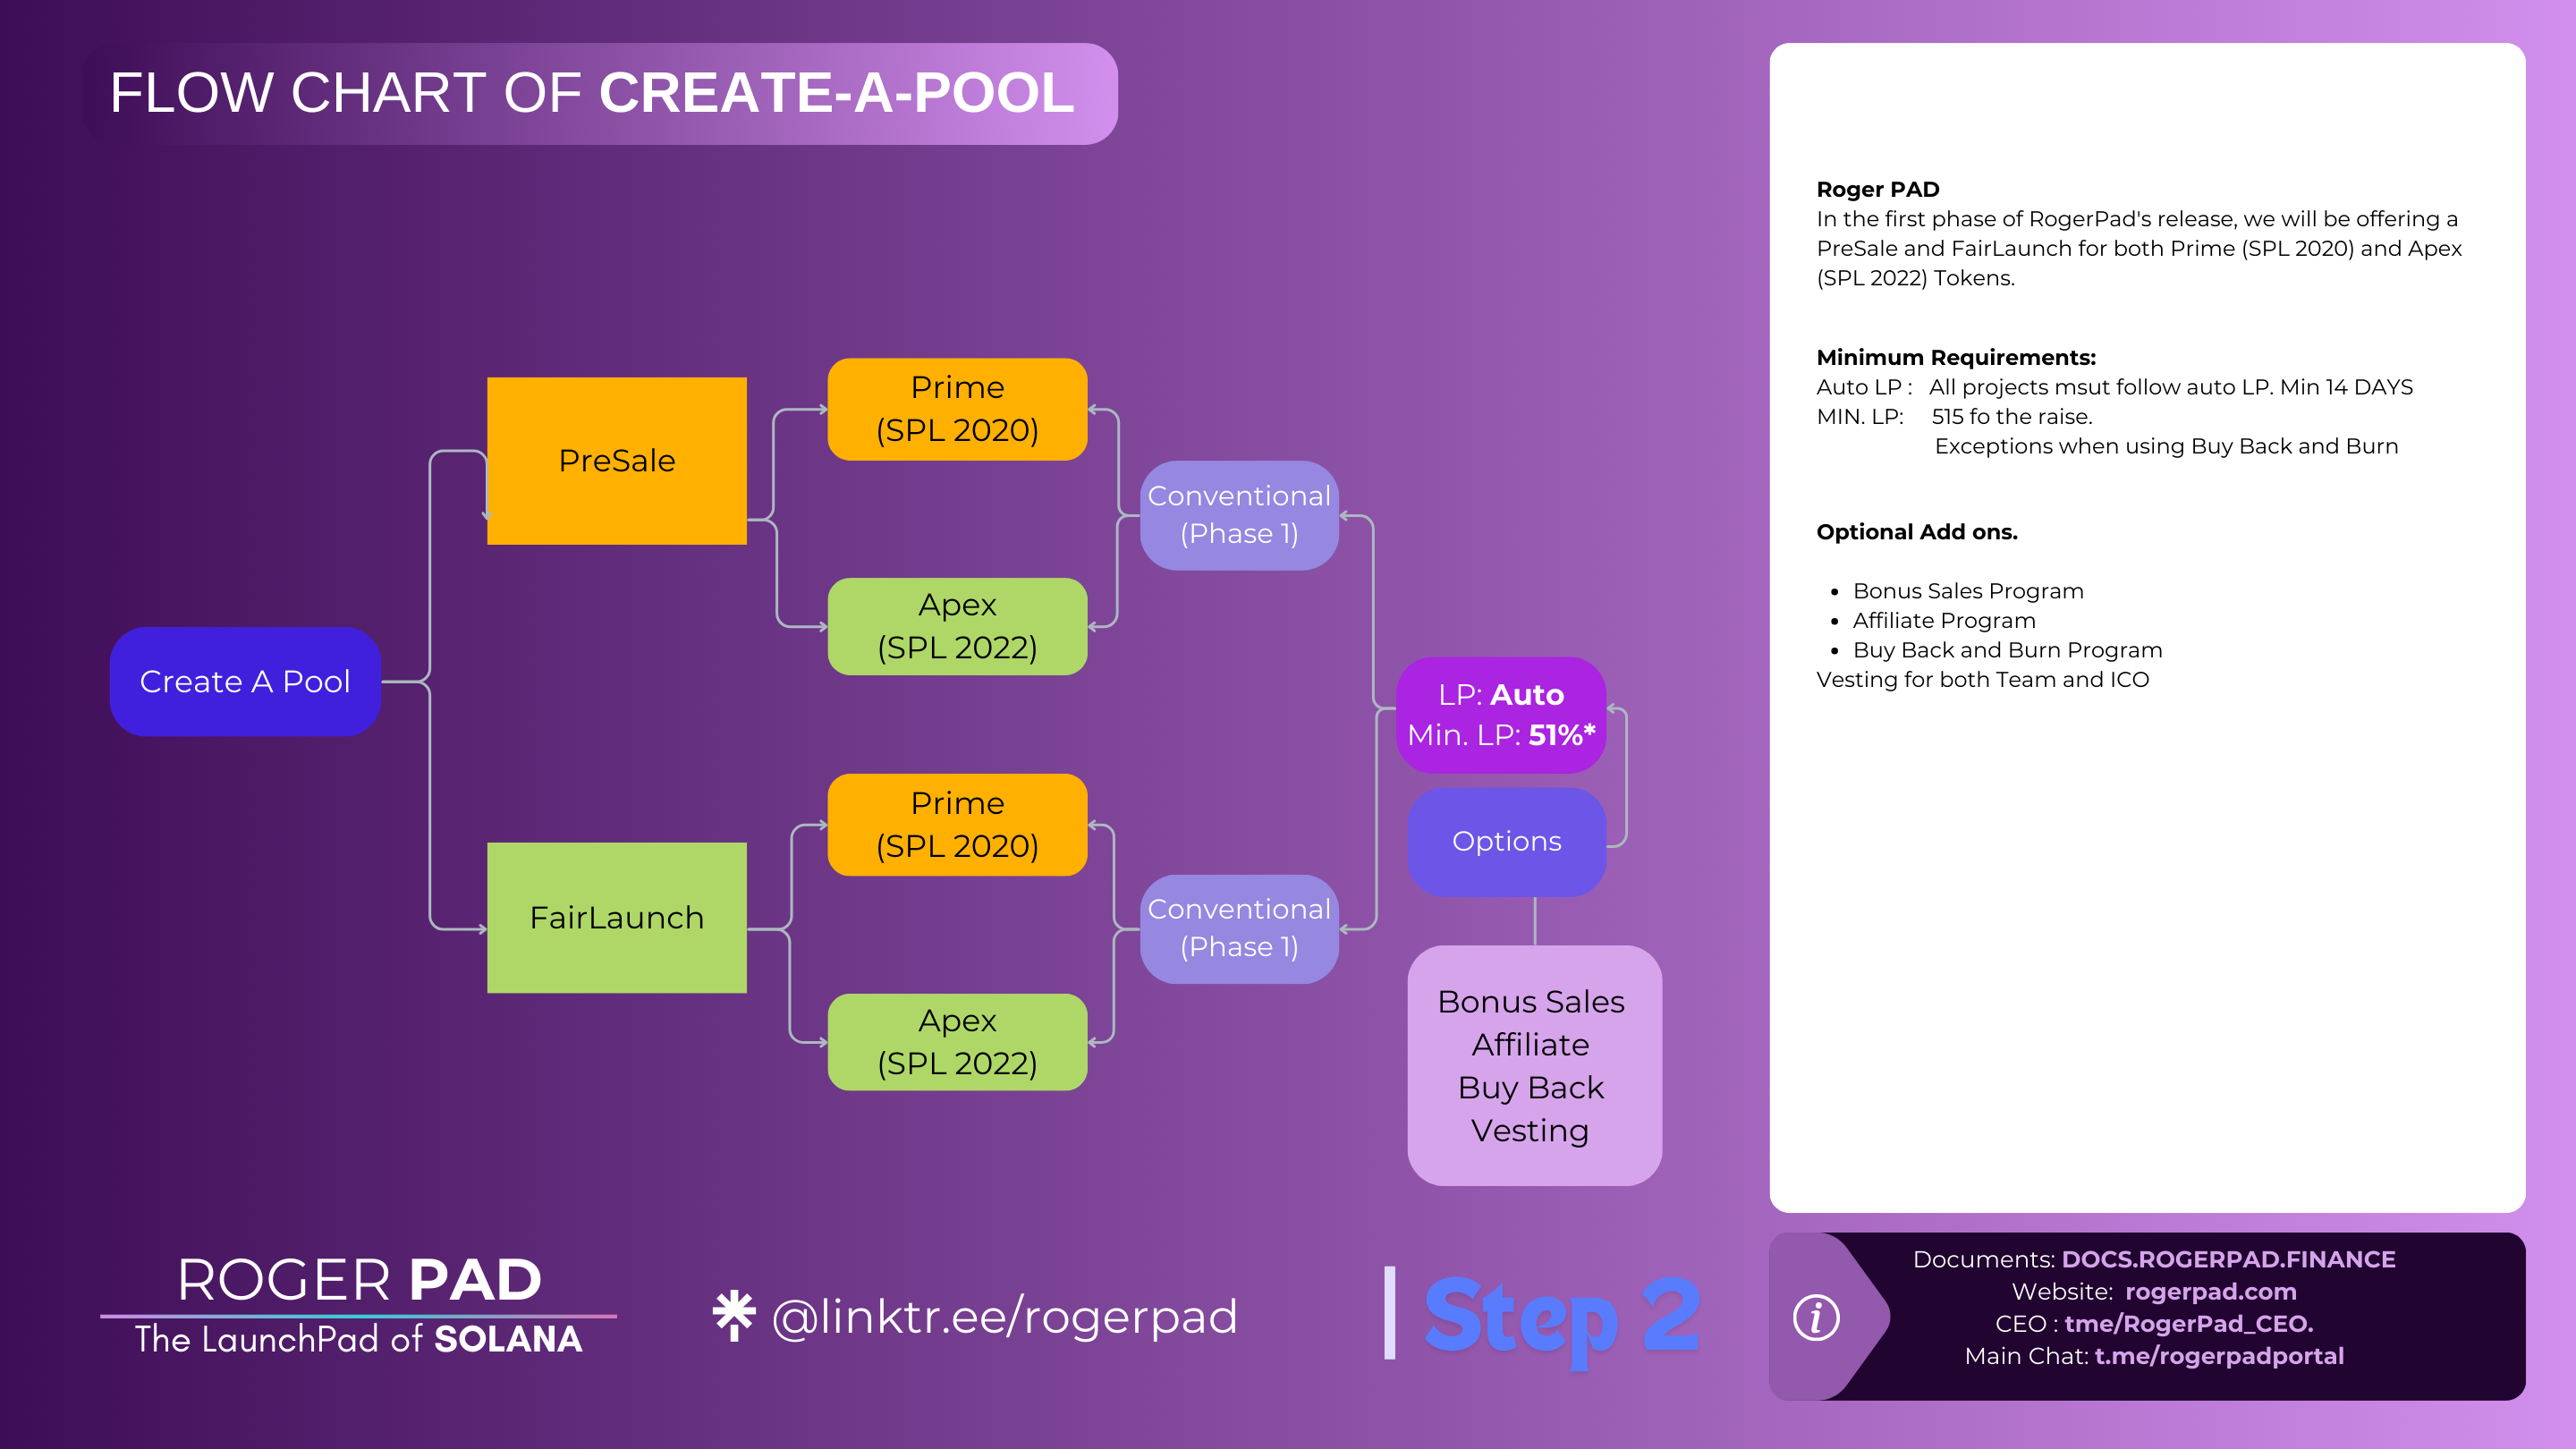 FLOW CHART OF CREATE-A-POOL
Create A Pool
PreSale
FairLaunch
Prime
(SPL 2020)
Apex
(SPL 2022)
Prime
(SPL 2020)
Apex
(SPL 2022)
Conventional
(Phase 1)
Conventional
(Phase 1)
LP: Auto
Min. LP: 51%*
Options
Bonus Sales
Affiliate
Buy Back
Vesting
Roger PAD
In the first phase of RogerPad's release, we will be offering a
PreSale and FairLaunch for both Prime (SPL 2020) and Apex
(SPL 2022) Tokens.
Minimum Requirements:
Auto LP : All projects msut follow auto LP. Min 14 DAYS
MIN. LP: 515 fo the raise.
Exceptions when using Buy Back and Burn
Optional Add ons.
• Bonus Sales Program
• Affiliate Program
• Buy Back and Burn Program
Vesting for both Team and ICO
ROGER PAD
The LaunchPad of SOLANA
@linktr.ee/rogerpad
Step 2
i
Documents: DOCS.ROGERPAD.FINANCE
Website: rogerpad.com
CEO : tme/RogerPad_CEO.
Main Chat: t.me/rogerpadportal